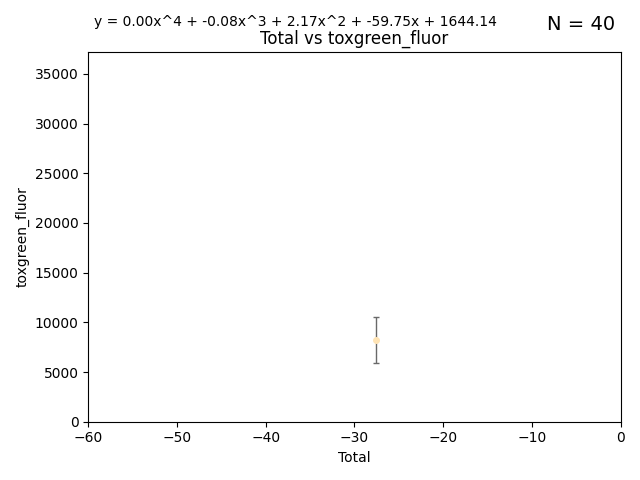 y = 0.00x^4 + -0.08x^3 + 2.17x^2 + -59.75x + 1644.14
N = 40
Total vs toxgreen_fluor
35000
30000
25000
20000
15000
10000
5000
0
toxgreen_fluor
−60 −50 −40 −30 −20 −10 0
Total